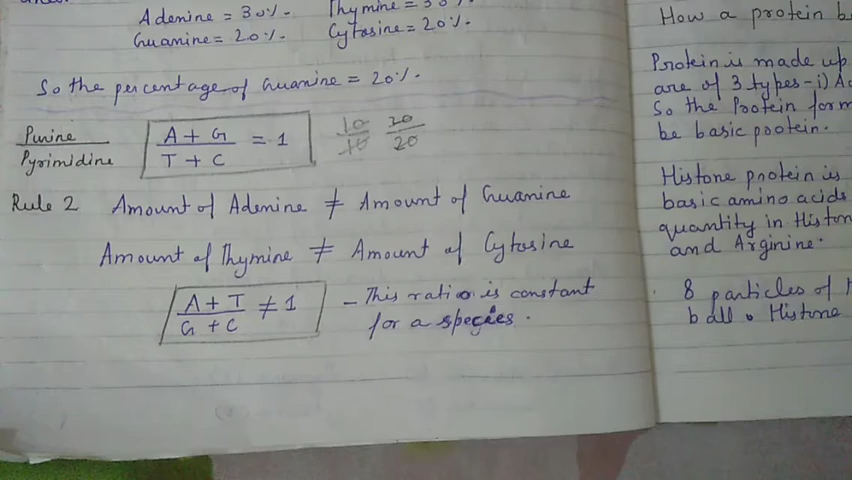 Adenine = 30%. Thymine = 30%.
Guanine = 20%. Cytosine = 20%.
So the percentage of Guanine = 20%.
Purine / Pyrimidine
A + G / T + C = 1
10/10 20/20
Rule 2 Amount of Adenine ≠ Amount of Guanine
Amount of Thymine ≠ Amount of Cytosine
A + T / G + C ≠ 1 - This ratio is constant
for a species.
How a protein
Protein is made up
are of 3 types - i)
So the Protein
be basic pootein.
Histone protein is
basic amino acids
quantity in
and Arginine.
8 particles of
ball. Histone